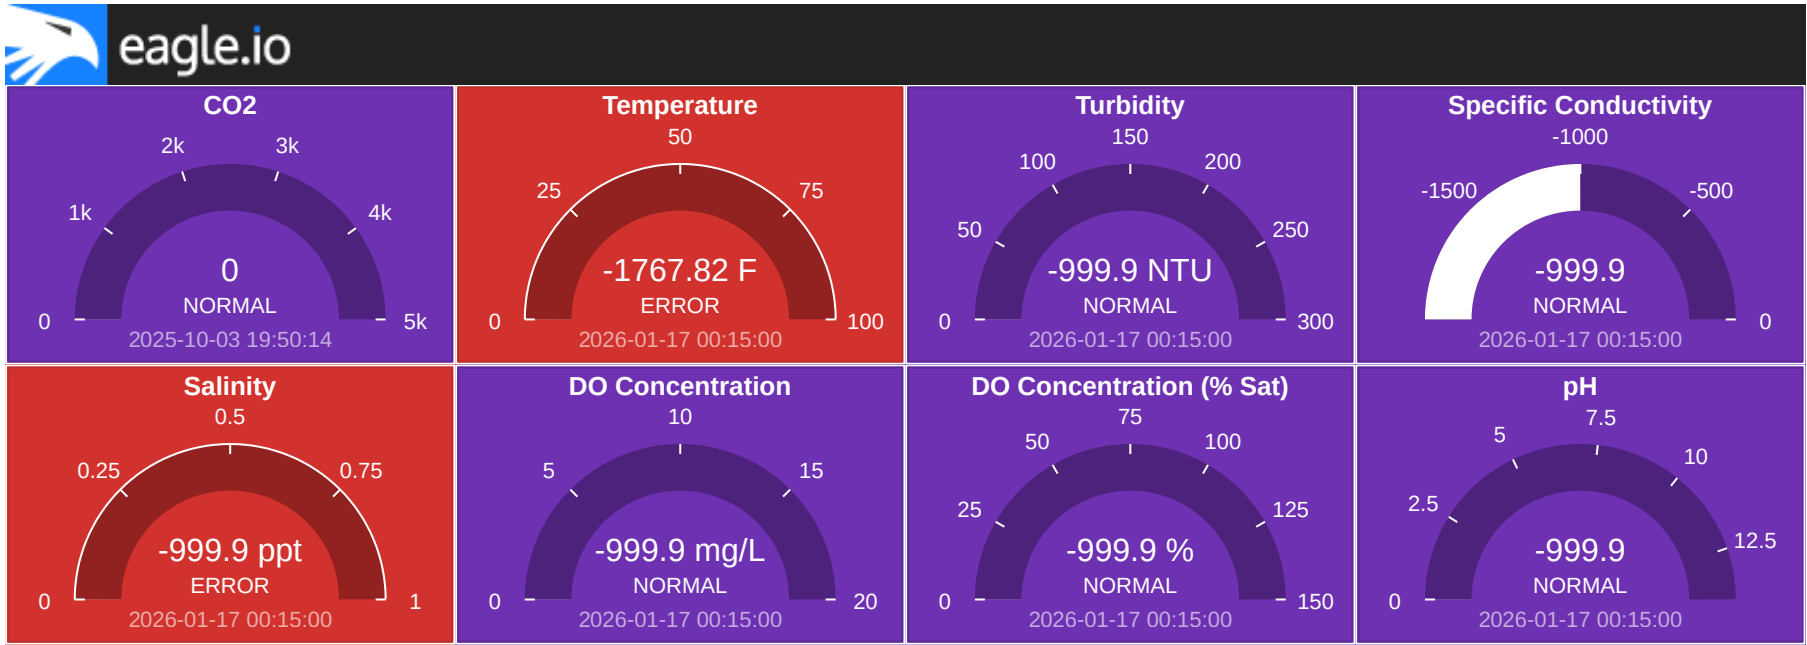 eagle.io
CO2
2k
3k
1k
4k
0
NORMAL
0
5k
2025-10-03 19:50:14
Temperature
50
25
75
-1767.82 F
ERROR
0
100
2026-01-17 00:15:00
Turbidity
150
100
200
50
250
-999.9 NTU
NORMAL
0
300
2026-01-17 00:15:00
Specific Conductivity
-1000
-1500
-500
-999.9
NORMAL
0
2026-01-17 00:15:00
Salinity
0.5
0.25
0.75
-999.9 ppt
ERROR
0
1
2026-01-17 00:15:00
DO Concentration
10
5
15
-999.9 mg/L
NORMAL
0
20
2026-01-17 00:15:00
DO Concentration (% Sat)
75
50
100
25
125
-999.9 %
NORMAL
0
150
2026-01-17 00:15:00
pH
7.5
5
10
2.5
12.5
-999.9
NORMAL
0
2026-01-17 00:15:00